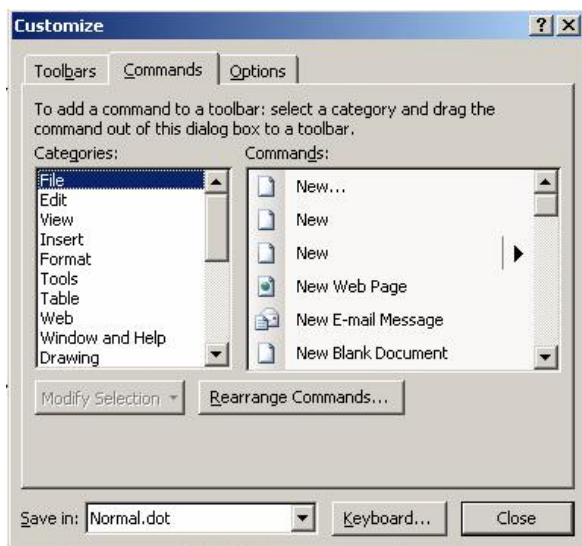 Customize
Toolbars Commands Options
To add a command to a toolbar: select a category and drag the
command out of this dialog box to a toolbar.
Categories:
Commands:
File
Edit
View
Insert
Format
Tools
Table
Web
Window and Help
Drawing
New...
New
New
New Web Page
New E-mail Message
New Blank Document
Modify Selection
Rearrange Commands...
Save in: Normal.dot
Keyboard...
Close